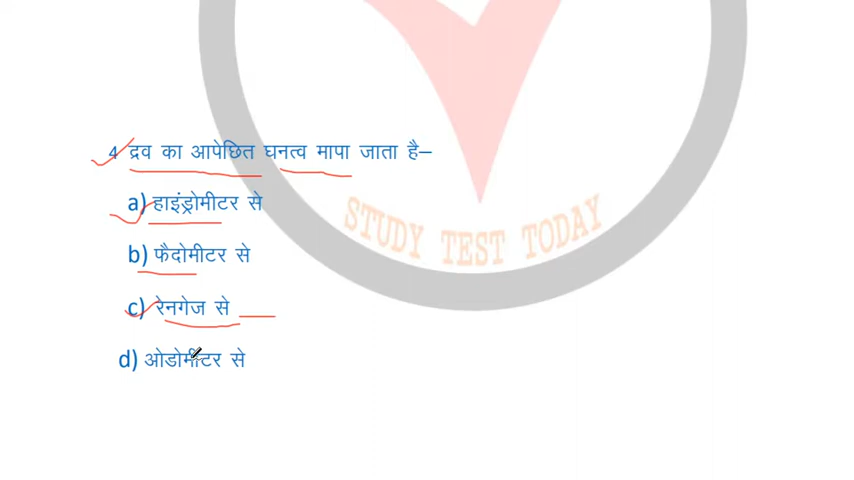 4 द्रव का आपेछित घनत्व मापा जाता है–
a) हाइंड्रोमीटर से
b) फैदोमीटर से
c) रेनगेज से
d) ओडोमीटर से
STUDY TEST TODAY